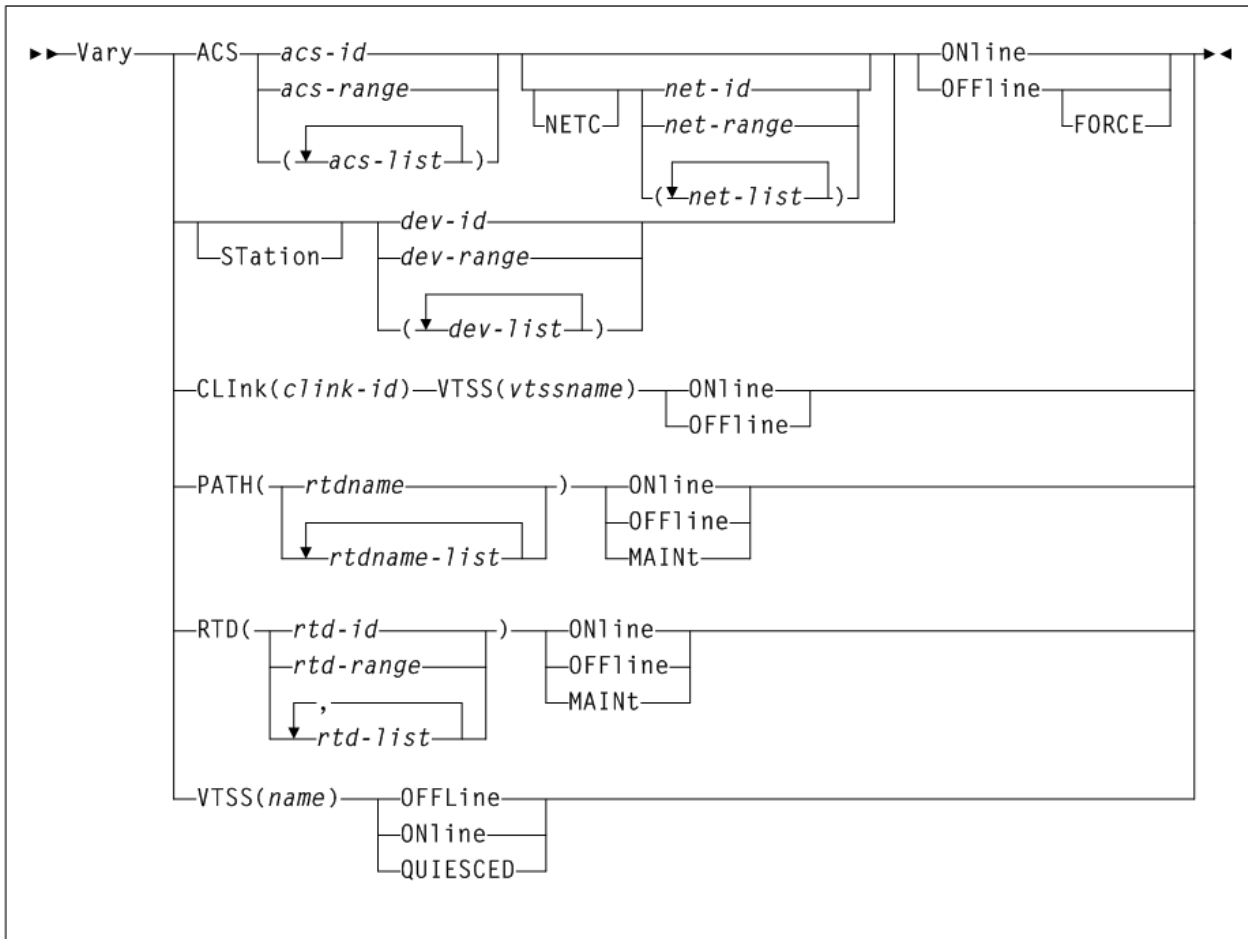 Vary ACS acs-id ONline
acs-range net-id OFFline
NETC net-range FORCE
( acs-list )
( net-list )
dev-id
STation dev-range
( dev-list )
CLInk(clink-id) VTSS(vtssname) ONline
OFFline
PATH( rtdname ) ONline
OFFline
rtdname-list MAINt
RTD( rtd-id ) ONline
rtd-range OFFline
, MAINt
rtd-list
VTSS(name) OFFLine
ONline
QUIESCED